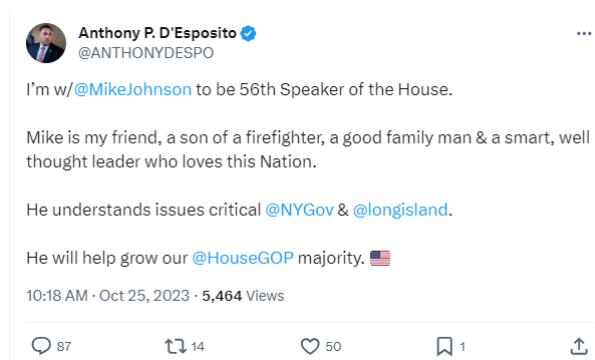 Anthony P. D'Esposito
@ANTHONYDESPO
I'm w/@MikeJohnson to be 56th Speaker of the House.
Mike is my friend, a son of a firefighter, a good family man & a smart, well
thought leader who loves this Nation.
He understands issues critical @NYGov & @longisland.
He will help grow our @HouseGOP majority. 🇺🇸
10:18 AM · Oct 25, 2023 · 5,464 Views
87 14 50 1